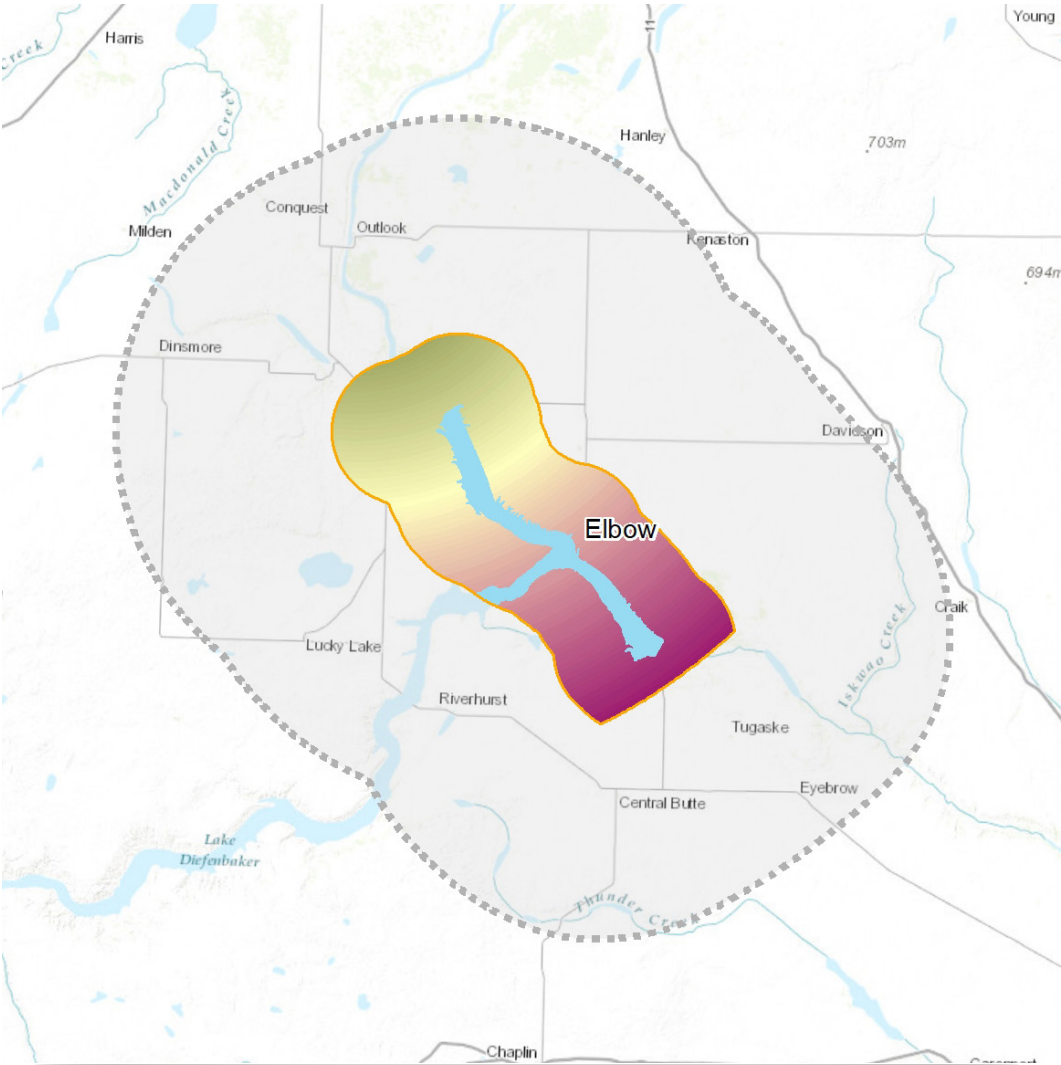 Young
Harris
Creek
11
Hanley
703m
Macdonald Creek
Conquest
Milden
Outlook
Kenaston
694m
Dinsmore
Davidson
Elbow
Craik
Iskwao Creek
Lucky Lake
Riverhurst
Tugaske
Eyebrow
Central Butte
Lake
Diefenbaker
Thunder Creek
Chaplin